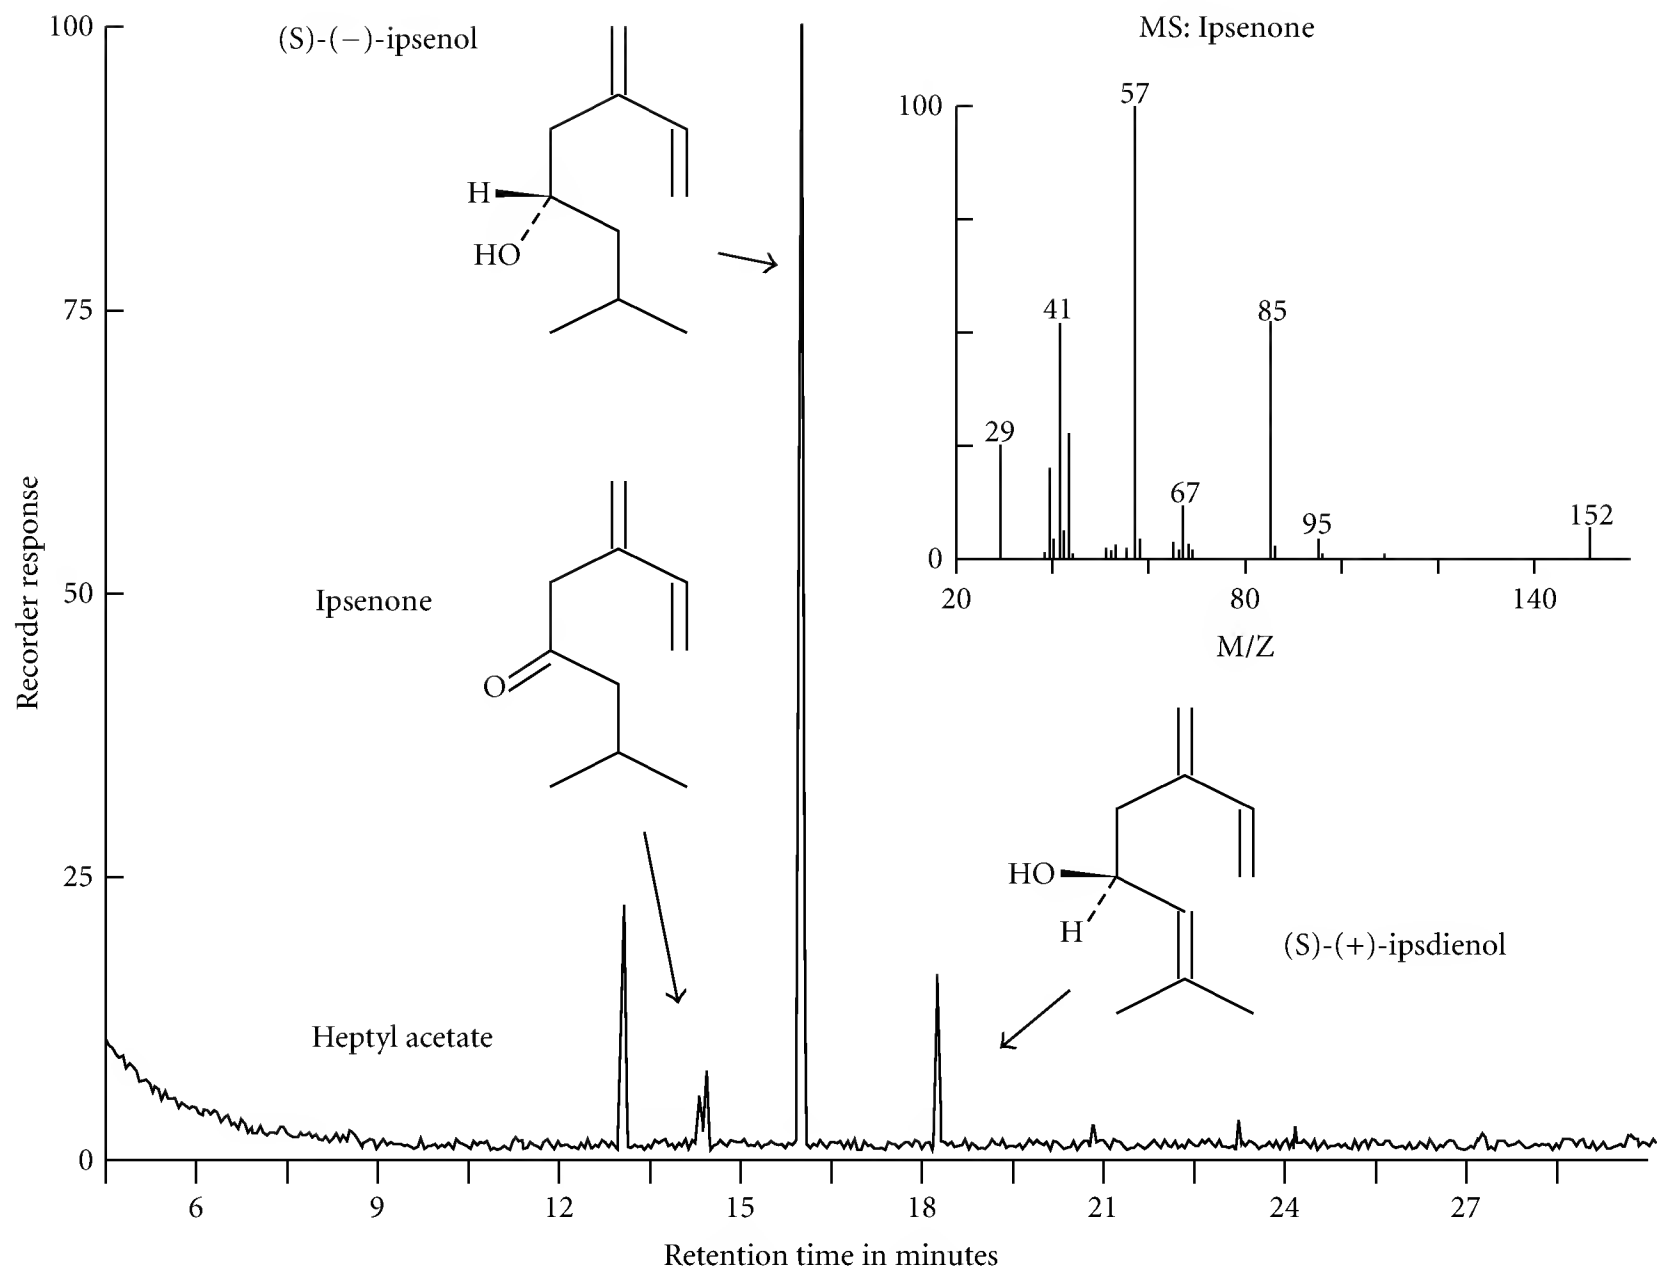 100
(S)-(−)-ipsenol
MS: Ipsenone
57
100
H
HO
75
41
85
29
67
95
152
0
20
80
140
M/Z
Recorder response
50
Ipsenone
O
25
HO
H
(S)-(+)-ipsdienol
Heptyl acetate
0
6
9
12
15
18
21
24
27
Retention time in minutes